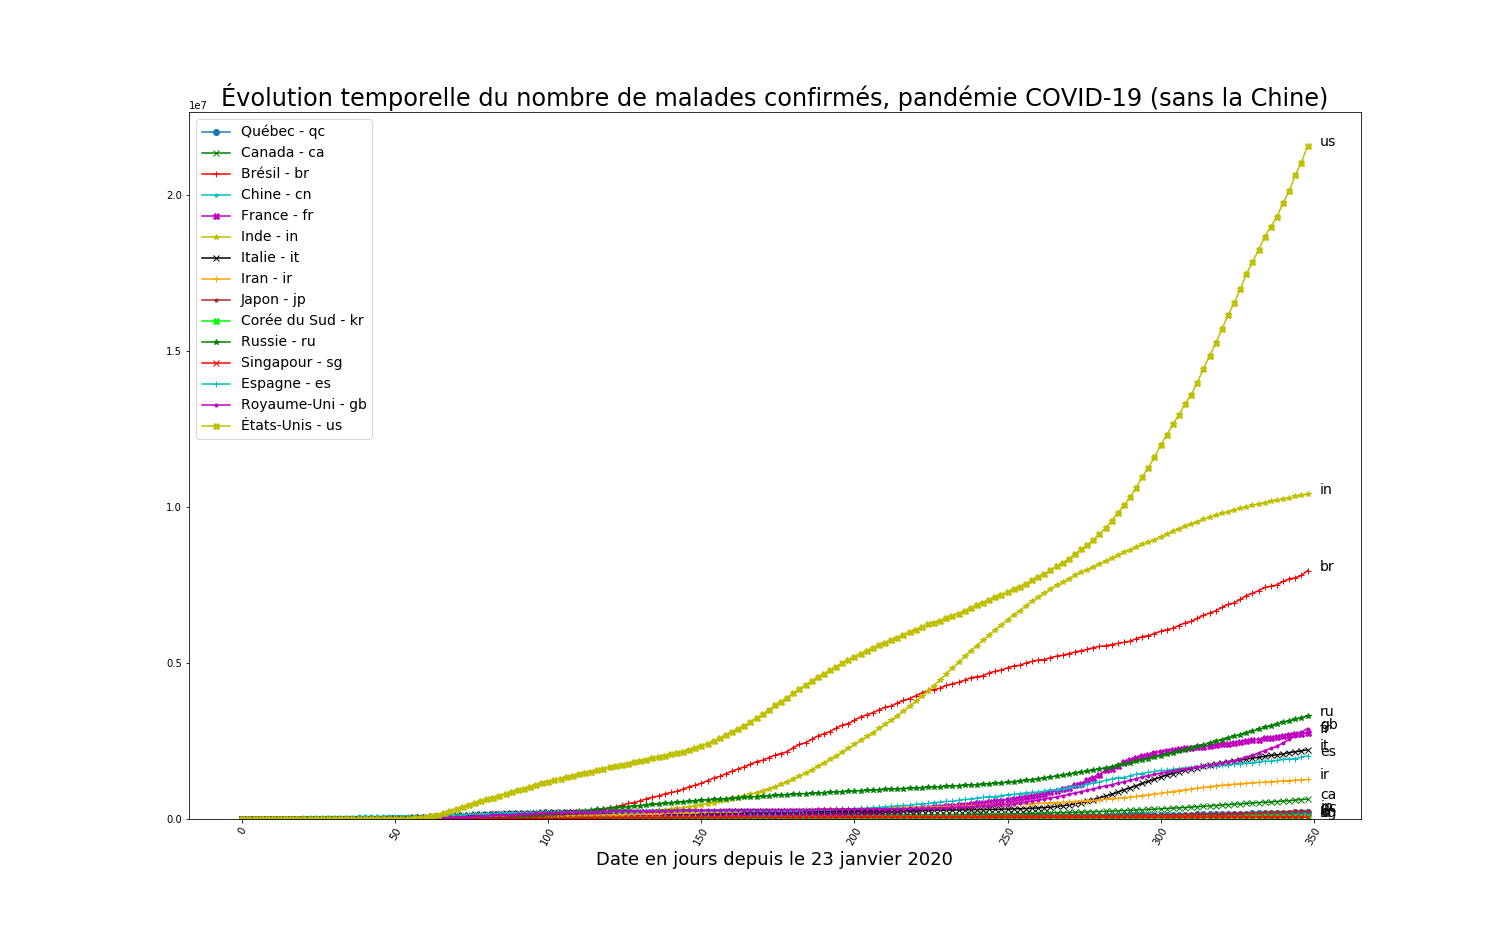 Évolution temporelle du nombre de malades confirmés, pandémie COVID-19 (sans la Chine)
1e7
Québec - qc
Canada - ca
Brésil - br
Chine - cn
France - fr
Inde - in
Italie - it
Iran - ir
Japon - jp
Corée du Sud - kr
Russie - ru
Singapour - sg
Espagne - es
Royaume-Uni - gb
États-Unis - us
2.0
1.5
1.0
0.5
0.0
us
in
br
ru
gb
it
es
ir
ca
0
50
100
150
200
250
300
350
Date en jours depuis le 23 janvier 2020